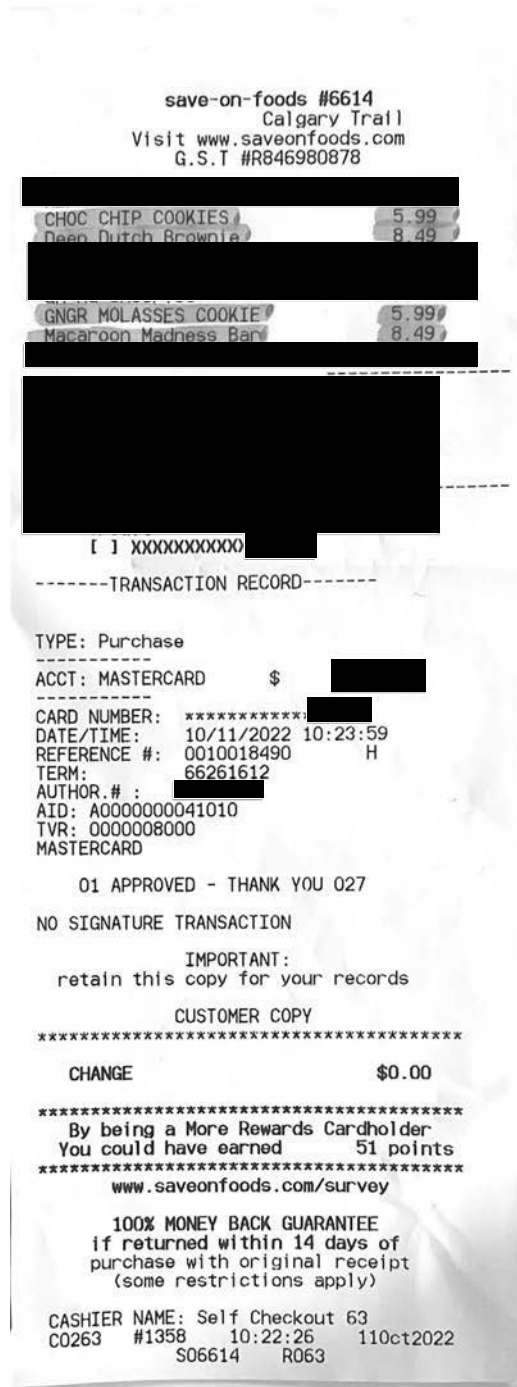 save-on-foods #6614
Calgary Trail
Visit www.saveonfoods.com
G.S.T #R846980878
CHOC CHIP COOKIES 5.99
Deep Dutch Brownie 8.49
GNGR MOLASSES COOKIE 5.99
Macaroon Madness Bar 8.49
--------------------
--------------------
[ ] XXXXXXXXXXX
-------TRANSACTION RECORD-------
TYPE: Purchase
-----------
ACCT: MASTERCARD $
-----------
CARD NUMBER: ************
DATE/TIME: 10/11/2022 10:23:59
REFERENCE #: 0010018490 H
TERM: 66261612
AUTHOR.# :
AID: A0000000041010
TVR: 0000008000
MASTERCARD
01 APPROVED - THANK YOU 027
NO SIGNATURE TRANSACTION
IMPORTANT:
retain this copy for your records
CUSTOMER COPY
****************************************
CHANGE $0.00
****************************************
By being a More Rewards Cardholder
You could have earned 51 points
****************************************
www.saveonfoods.com/survey
100% MONEY BACK GUARANTEE
if returned within 14 days of
purchase with original receipt
(some restrictions apply)
CASHIER NAME: Self Checkout 63
C0263 #1358 10:22:26 11Oct2022
S06614 R063